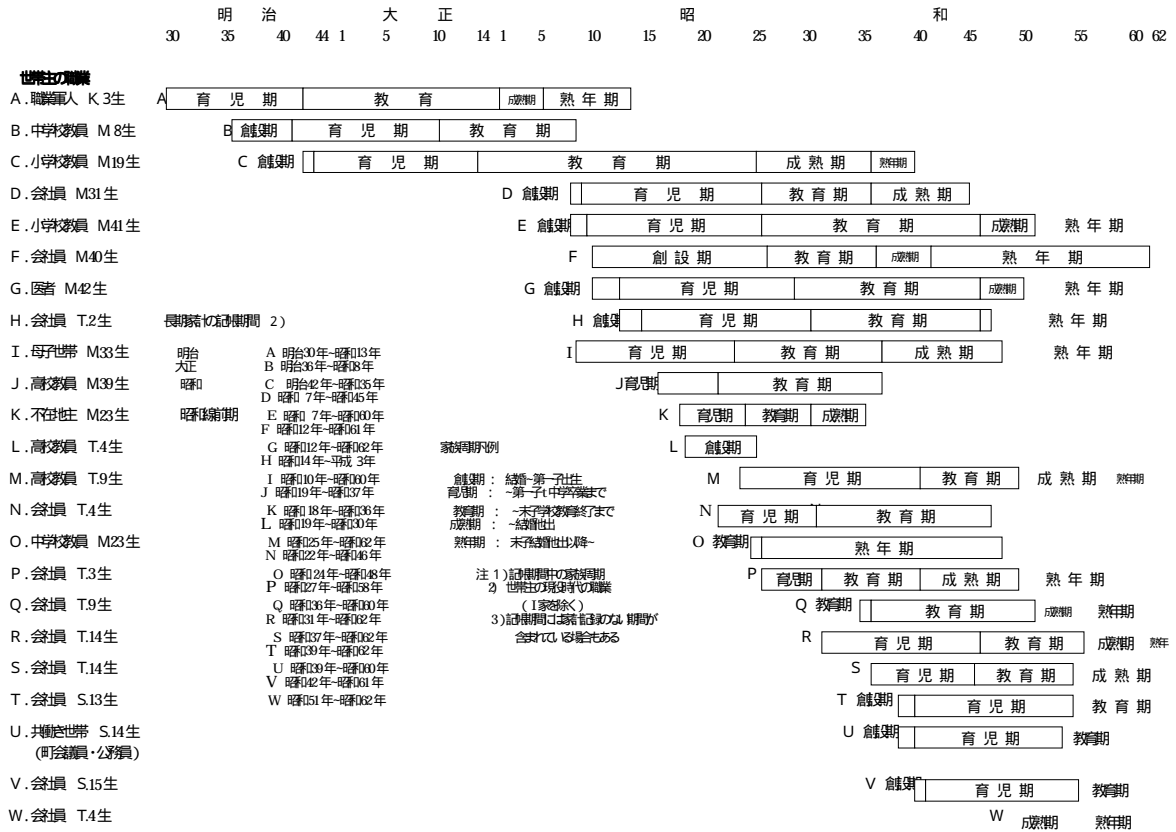 明 治 大 正 昭 和
30 35 40 44 1 5 10 14 1 5 10 15 20 25 30 35 40 45 50 55 60 62
世帯主の職業
A.職業軍人 K.3生 A 育 児 期 教 育 成熟期 熟 年 期
B.中学校教員 M.8生 B 創設期 育 児 期 教 育 期
C.小学校教員 M19生 C 創設期 育 児 期 教 育 期 成 熟 期 熟年期
D.会社員 M31生 D 創設期 育 児 期 教 育 期 成 熟 期
E.小学校教員 M41生 E 創設期 育 児 期 教 育 期 成熟期 熟 年 期
F.会社員 M40生 F 創 設 期 教 育 期 成熟期 熟 年 期
G.医者 M42生 G 創設期 育 児 期 教 育 期 成熟期 熟 年 期
H.会社員 T.2生 長期家計の記帳期間 2) H 創設 育 児 期 教 育 期 熟 年 期
I.母子世帯 M33生 明治 A 明治30年~昭和13年 I 育 児 期 教 育 期 成 熟 期 熟 年 期
大正 B 明治36年~昭和8年
J.高校教員 M39生 昭和 C 明治42年~昭和35年 J育児期 教 育 期
D 昭和 7年~昭和45年
K.不在地主 M23生 昭和線前期 E 昭和 7年~昭和60年 K 育児期 教育期 成熟期
F 昭和12年~昭和61年
L.高校教員 T.4生 G 昭和12年~昭和62年 家族周期凡例 L 創設期
H 昭和14年~平成 3年
M.高校教員 T.9生 I 昭和10年~昭和60年 創設期 : 結婚~第一子出生 M 育 児 期 教 育 期 成 熟 期 熟年期
J 昭和19年~昭和37年 育児期 : ~第一子t中学卒業まで
N.会社員 T.4生 K 昭和18年~昭和36年 教育期 : ~末子学校教育終了まで N 育 児 期 教 育 期
L 昭和19年~昭和30年 成熟期 : ~結婚他出
O.中学校教員 M23生 M 昭和25年~昭和62年 熟年期 : 末子結婚他出以降~ O 教育期 熟 年 期
N 昭和22年~昭和46年
P.会社員 T.3生 O 昭和24年~昭和48年 注 1)記帳期間中の家族周期 P 育児期 教 育 期 成 熟 期 熟 年 期
P 昭和27年~昭和58年 2) 世帯主の現役時代の職業
Q.会社員 T.9生 Q 昭和36年~昭和60年 (I家を除く) Q 教育期 教 育 期 成熟期 熟年期
R 昭和31年~昭和62年 3)記帳期間には家計記録のない期間が
R.会社員 T.14生 S 昭和37年~昭和62年 含まれている場合もある R 育 児 期 教 育 期 成熟期 熟年
T 昭和39年~昭和62年
S.会社員 T.14生 U 昭和39年~昭和60年 S 育 児 期 教 育 期 成 熟 期
V 昭和42年~昭和61年
T.会社員 S.13生 W 昭和51年~昭和62年 T 創設期 育 児 期 教 育 期
U.共働き世帯 S.14生 U 創設期 育 児 期 教育期
(町会議員・公務員)
V.会社員 S.15生 V 創設期 育 児 期 教育期
W.会社員 T.4生 W 成熟期 熟年期